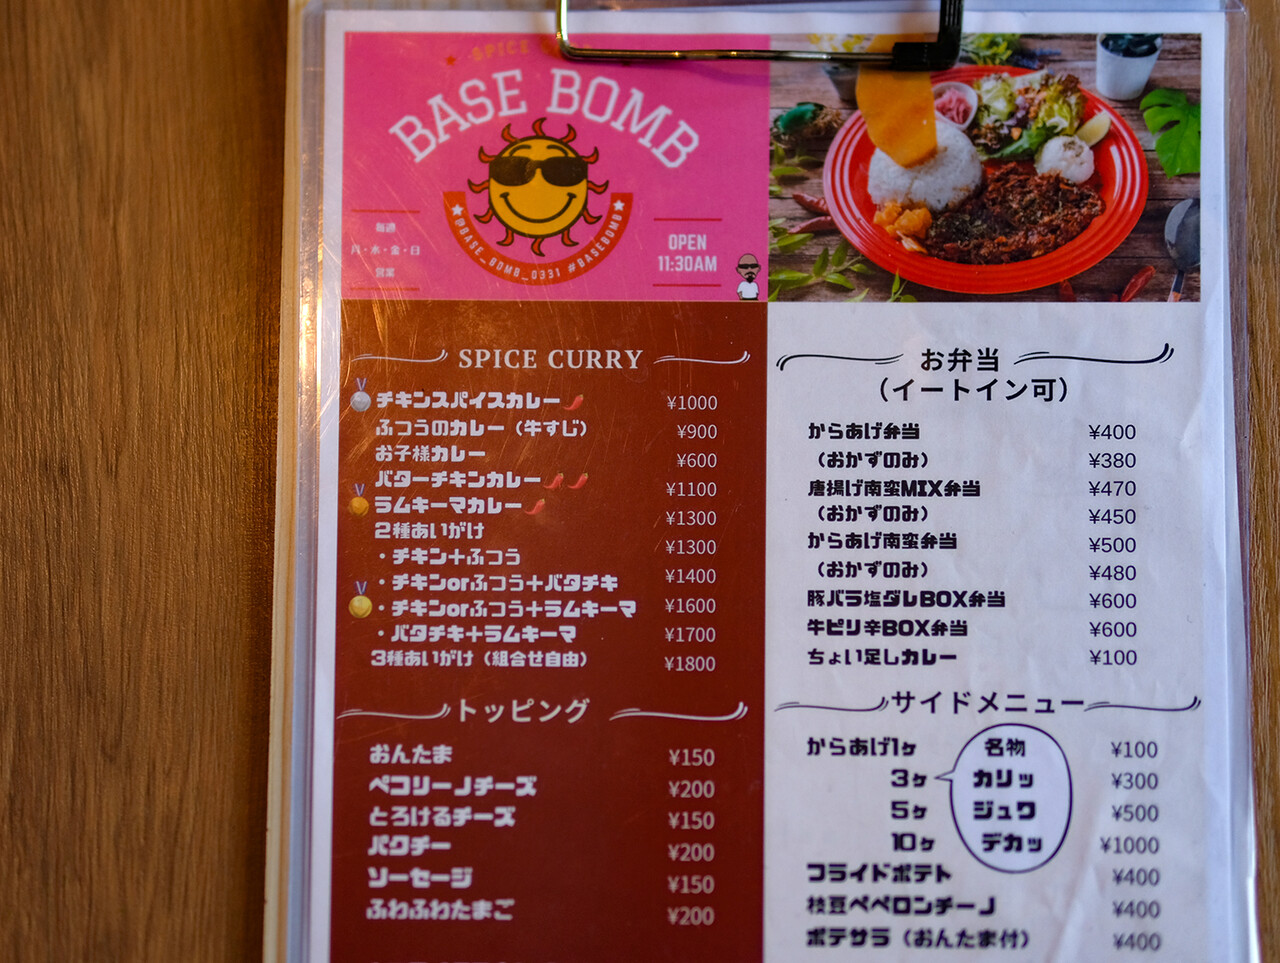 SPICE
BASE BOMB
@BASE_BOMB_0331 #BASEBOMB
毎週
月・水・金・日
営業
OPEN
11:30AM
SPICE CURRY
チキンスパイスカレー ¥1000
ふつうのカレー（牛すじ） ¥900
お子様カレー ¥600
バターチキンカレー ¥1100
ラムキーマカレー ¥1300
2種あいがけ ¥1300
・チキン＋ふつう ¥1400
・チキンorふつう＋バタチキ ¥1600
・チキンorふつう＋ラムキーマ ¥1700
・バタチキ＋ラムキーマ ¥1800
3種あいがけ（組合せ自由）
トッピング
おんたま ¥150
ペコリーノチーズ ¥200
とろけるチーズ ¥150
パクチー ¥200
ソーセージ ¥150
ふわふわたまご ¥200
お弁当
（イートイン可）
からあげ弁当 ¥400
（おかずのみ） ¥380
唐揚げ南蛮MIX弁当 ¥470
（おかずのみ） ¥450
からあげ南蛮弁当 ¥500
（おかずのみ） ¥480
豚バラ塩ダレBOX弁当 ¥600
牛ピリ辛BOX弁当 ¥600
ちょい足しカレー ¥100
サイドメニュー
からあげ1ヶ ¥100
3ヶ ¥300
5ヶ ¥500
10ヶ ¥1000
名物
カリッ
ジュワ
デカッ
フライドポテト ¥400
枝豆ペペロンチーノ ¥400
ポテサラ（おんたま付） ¥400